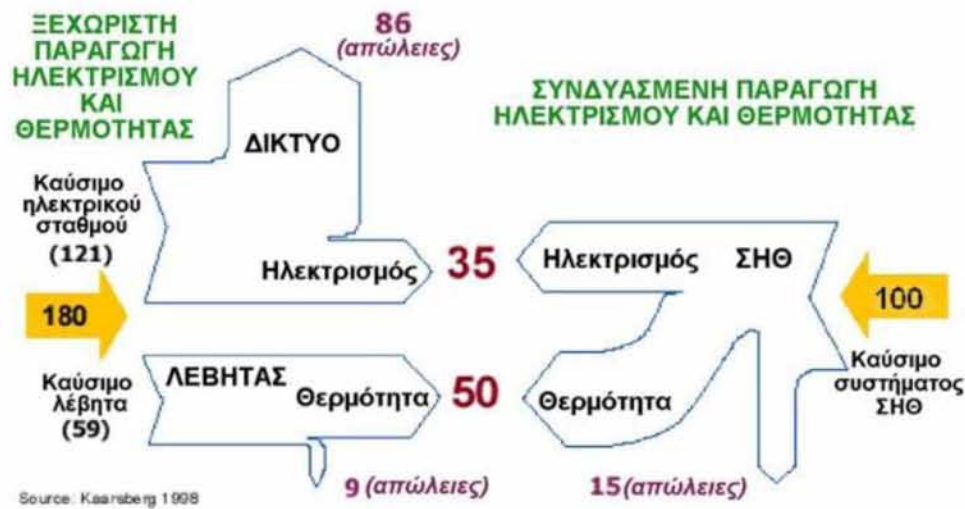 ΞΕΧΩΡΙΣΤΗ
ΠΑΡΑΓΩΓΗ
ΗΛΕΚΤΡΙΣΜΟΥ
ΚΑΙ
ΘΕΡΜΟΤΗΤΑΣ
86
(απώλειες)
ΣΥΝΔΥΑΣΜΕΝΗ ΠΑΡΑΓΩΓΗ
ΗΛΕΚΤΡΙΣΜΟΥ ΚΑΙ ΘΕΡΜΟΤΗΤΑΣ
ΔΙΚΤΥΟ
Καύσιμο
ηλεκτρικού
σταθμού
(121)
Ηλεκτρισμός
35
Ηλεκτρισμός
ΣΗΘ
180
100
ΛΕΒΗΤΑΣ
Καύσιμο
λέβητα
(59)
Θερμότητα
50
Θερμότητα
Καύσιμο
συστήματος
ΣΗΘ
9 (απώλειες)
15(απώλειες)
Source: Kaarsberg 1998